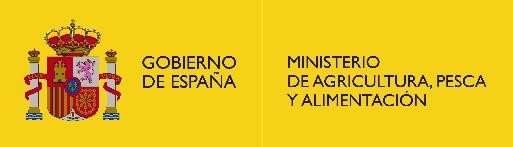 GOBIERNO
DE ESPAÑA
MINISTERIO
DE AGRICULTURA, PESCA
Y ALIMENTACIÓN